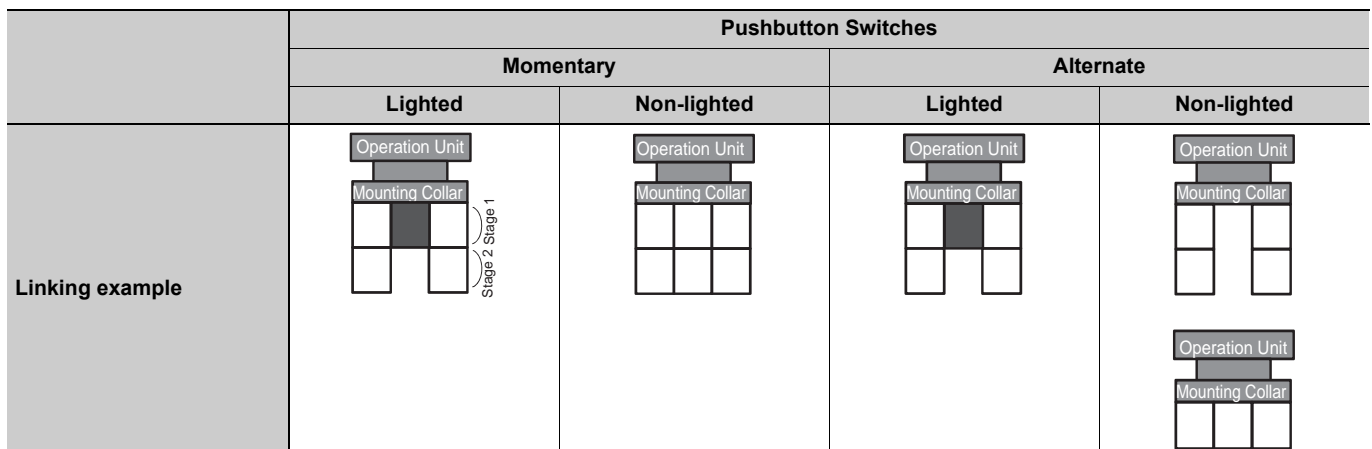 Pushbutton Switches
Momentary
Alternate
Lighted
Non-lighted
Lighted
Non-lighted
Linking example
Operation Unit
Mounting Collar
Stage 1
Stage 2
Operation Unit
Mounting Collar
Operation Unit
Mounting Collar
Operation Unit
Mounting Collar
Operation Unit
Mounting Collar